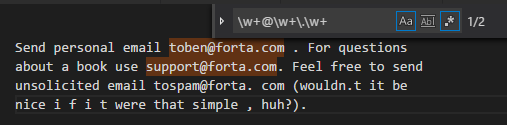 \w+@\w+\.\w+ Aa Abl .* 1/2
Send personal email toben@forta.com . For questions
about a book use support@forta.com. Feel free to send
unsolicited email tospam@forta. com (wouldn.t it be
nice i f i t were that simple , huh?).